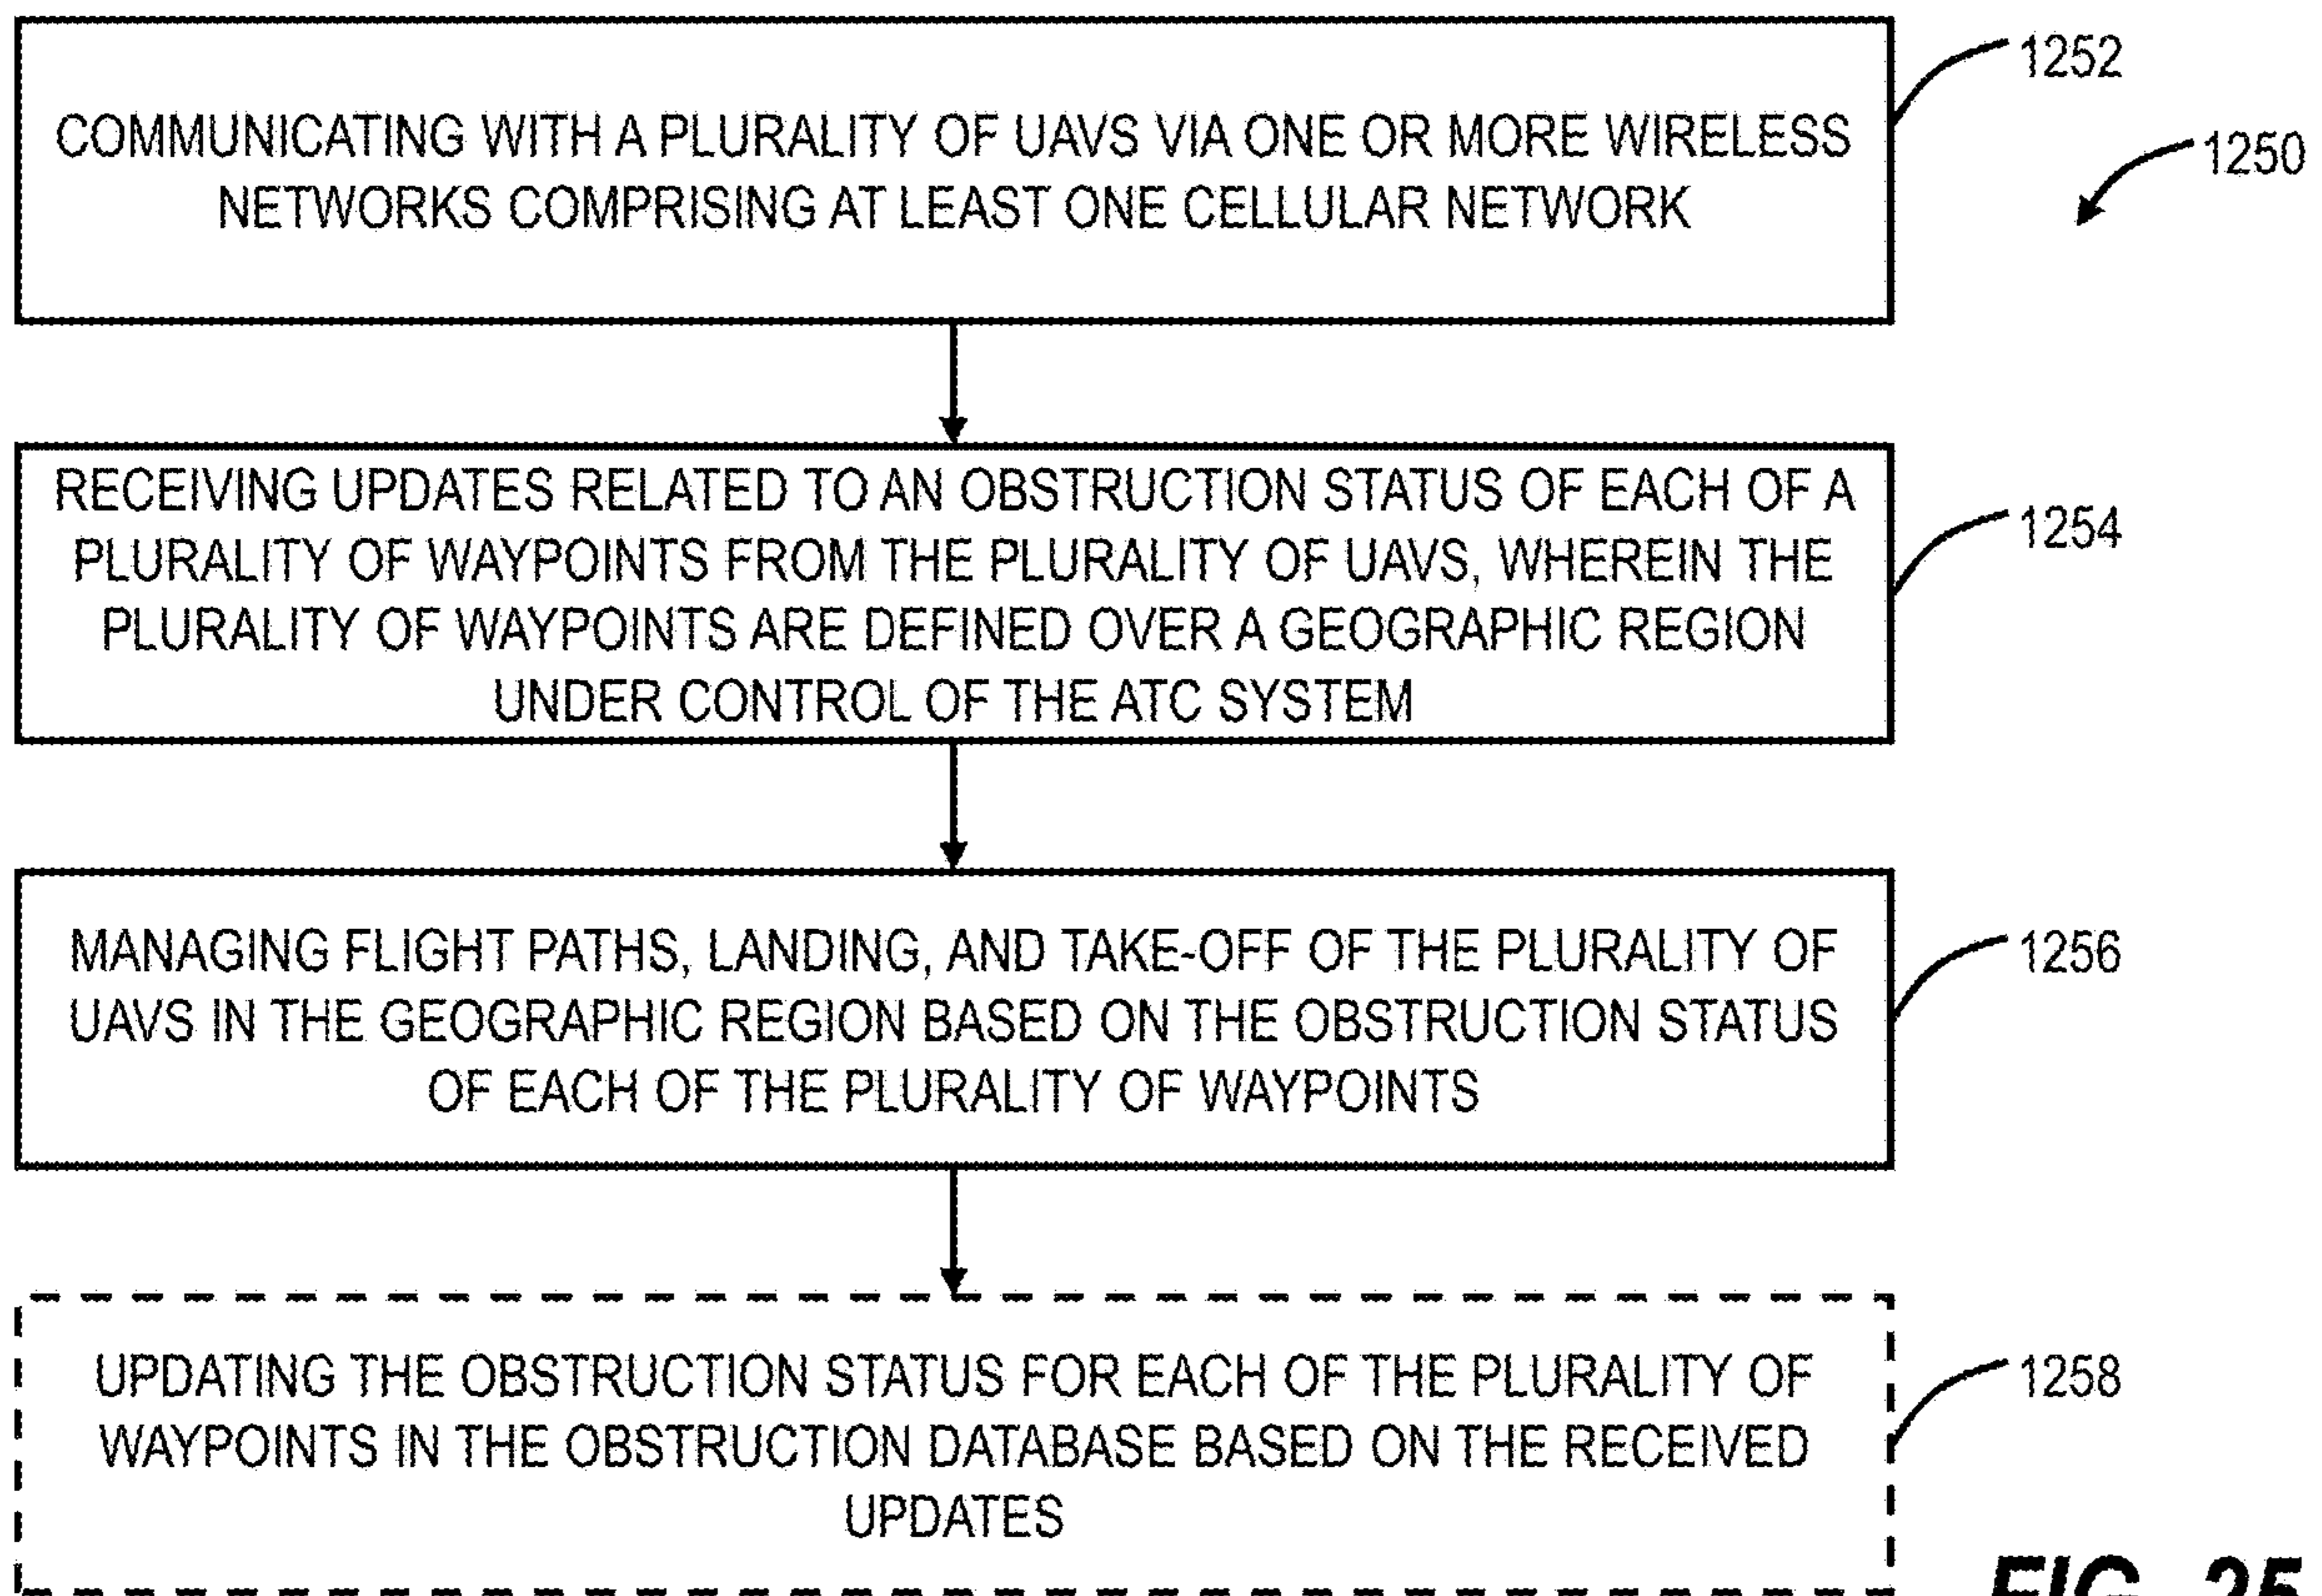 COMMUNICATING WITH A PLURALITY OF UAVS VIA ONE OR MORE WIRELESS
NETWORKS COMPRISING AT LEAST ONE CELLULAR NETWORK
1252
1250
RECEIVING UPDATES RELATED TO AN OBSTRUCTION STATUS OF EACH OF A
PLURALITY OF WAYPOINTS FROM THE PLURALITY OF UAVS, WHEREIN THE
PLURALITY OF WAYPOINTS ARE DEFINED OVER A GEOGRAPHIC REGION
UNDER CONTROL OF THE ATC SYSTEM
1254
MANAGING FLIGHT PATHS, LANDING, AND TAKE-OFF OF THE PLURALITY OF
UAVS IN THE GEOGRAPHIC REGION BASED ON THE OBSTRUCTION STATUS
OF EACH OF THE PLURALITY OF WAYPOINTS
1256
UPDATING THE OBSTRUCTION STATUS FOR EACH OF THE PLURALITY OF
WAYPOINTS IN THE OBSTRUCTION DATABASE BASED ON THE RECEIVED
UPDATES
1258
FIG. 25